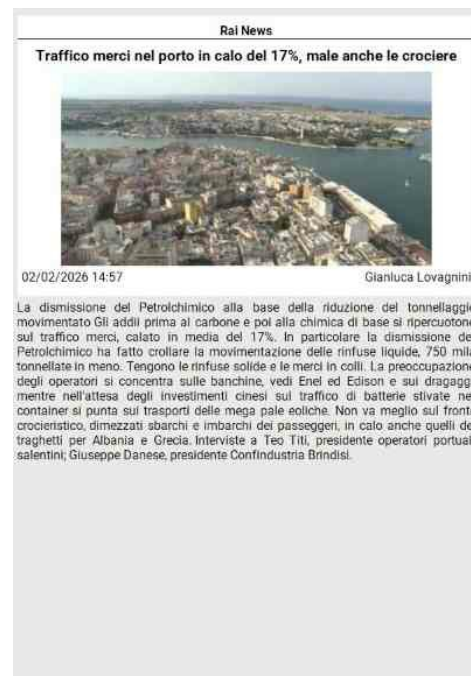 Rai News
Traffico merci nel porto in calo del 17%, male anche le crociere
02/02/2026 14:57
Gianluca Lovagnini
La dismissione del Petrolchimico alla base della riduzione del tonnellaggio
movimentato Gli addii prima al carbone e poi alla chimica di base si ripercuotono
sul traffico merci, calato in media del 17%. In particolare la dismissione del
Petrolchimico ha fatto crollare la movimentazione delle rinfuse liquide, 750 mila
tonnellate in meno. Tengono le rinfuse solide e le merci in colli. La preoccupazione
degli operatori si concentra sulle banchine, vedi Enel ed Edison e sui dragaggi
mentre nell'attesa degli investimenti cinesi sul traffico di batterie stivate nei
container si punta sui trasporti delle mega pale eoliche. Non va meglio sul fronte
crocieristico, dimezzati sbarchi e imbarchi dei passeggeri, in calo anche quelli dei
traghetti per Albania e Grecia. Interviste a Teo Titi, presidente operatori portuali
salentini; Giuseppe Danese, presidente Confindustria Brindisi.